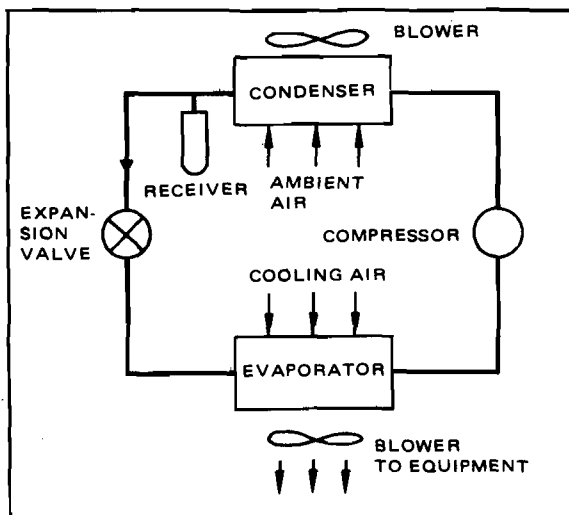 BLOWER
CONDENSER
RECEIVER
AMBIENT
AIR
EXPAN-
SION
VALVE
COMPRESSOR
COOLING AIR
EVAPORATOR
BLOWER
TO EQUIPMENT